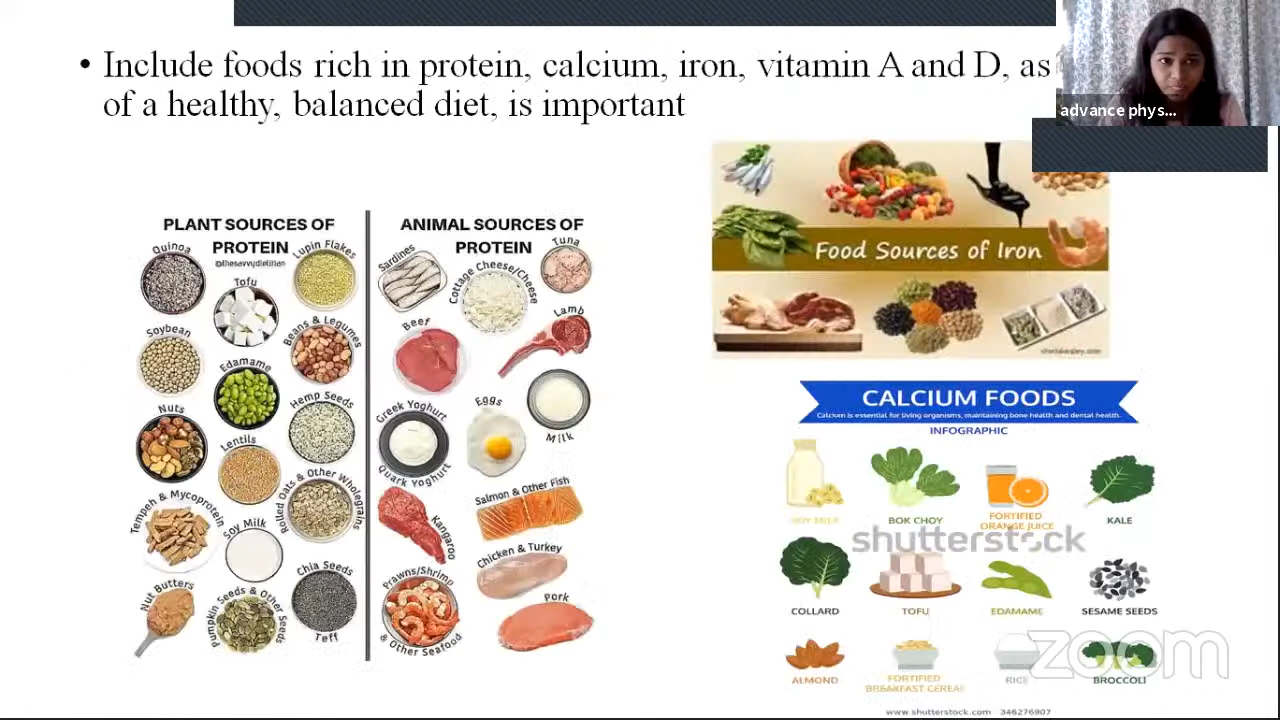 • Include foods rich in protein, calcium, iron, vitamin A and D, as
of a healthy, balanced diet, is important
advance phys...
PLANT SOURCES OF
PROTEIN
@thesavvydietitian
Quinoa
Lupin Flakes
Tofu
Soybean
Beans & Legumes
Edamame
Nuts
Hemp Seeds
Lentils
Rolled Oats & Other Wholegrains
Tempeh & Mycoprotein
Soy Milk
Nut Butters
Pumpkin Seeds & Other Seeds
Chia Seeds
Teff
ANIMAL SOURCES OF
PROTEIN
Sardines
Cottage Cheese/Cheese
Tuna
Beef
Lamb
Greek Yoghurt
Quark Yoghurt
Eggs
Milk
Salmon & Other Fish
Kangaroo
Chicken & Turkey
Prawns/Shrimp
& Other Seafood
Pork
Food Sources of Iron
CALCIUM FOODS
Calcium is essential for living organisms, maintaining bone health and dental health.
INFOGRAPHIC
SOY MILK
BOK CHOY
FORTIFIED
ORANGE JUICE
KALE
shutterstock
COLLARD
TOFU
EDAMAME
SESAME SEEDS
ALMOND
FORTIFIED
BREAKFAST CEREAL
RICE
BROCCOLI
zoom
www.shutterstock.com 346276907